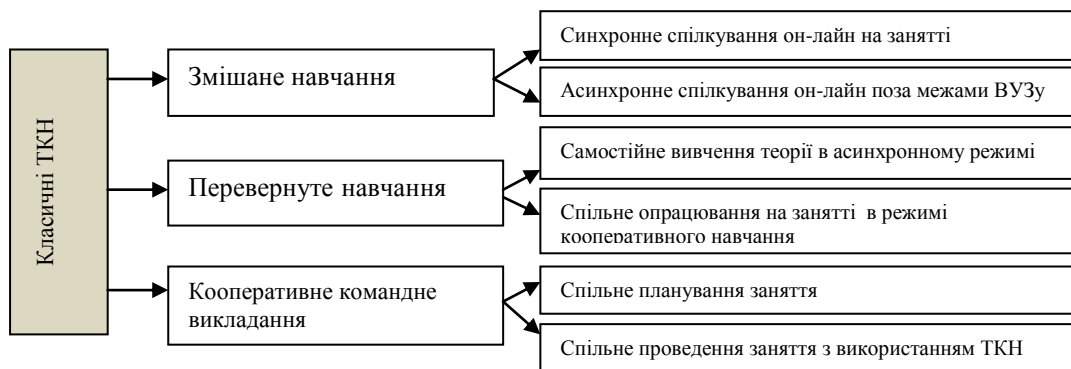 Класичні ТКН
Змішане навчання
Синхронне спілкування он-лайн на занятті
Асинхронне спілкування он-лайн поза межами ВУЗу
Перевернуте навчання
Самостійне вивчення теорії в асинхронному режимі
Спільне опрацювання на занятті в режимі
кооперативного навчання
Кооперативне командне
викладання
Спільне планування заняття
Спільне проведення заняття з використанням ТКН